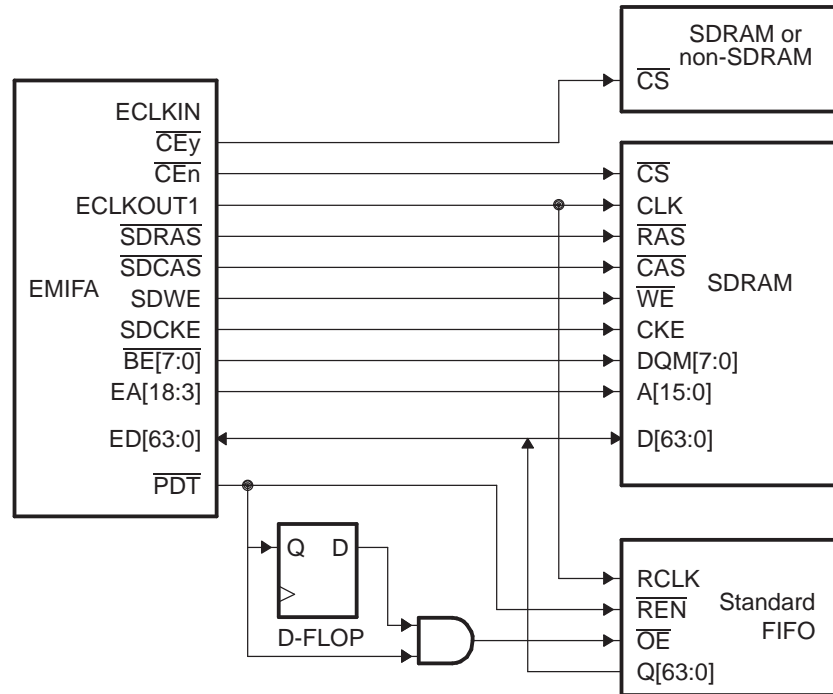 SDRAM or
non-SDRAM
CS
EMIFA
ECLKIN
CEy
CEn
ECLKOUT1
SDRAS
SDCAS
SDWE
SDCKE
BE[7:0]
EA[18:3]
ED[63:0]
PDT
SDRAM
CS
CLK
RAS
CAS
WE
CKE
DQM[7:0]
A[15:0]
D[63:0]
Q D
D-FLOP
RCLK
REN
OE
Q[63:0]
Standard
FIFO